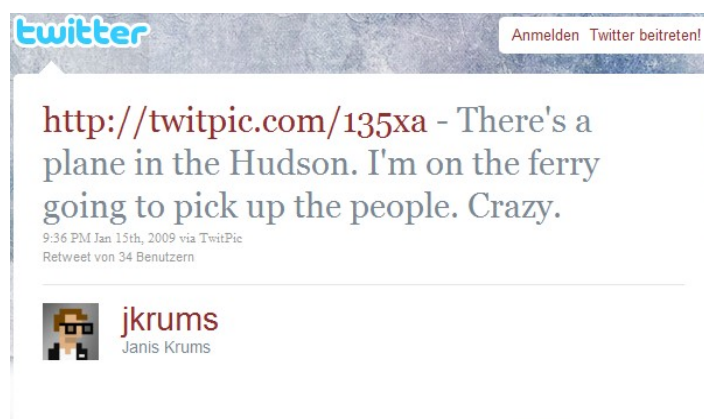 twitter
Anmelden Twitter beitreten!
http://twitpic.com/135xa - There's a
plane in the Hudson. I'm on the ferry
going to pick up the people. Crazy.
9:36 PM Jan 15th, 2009 via TwitPic
Retweet von 34 Benutzern
jkrums
Janis Krums